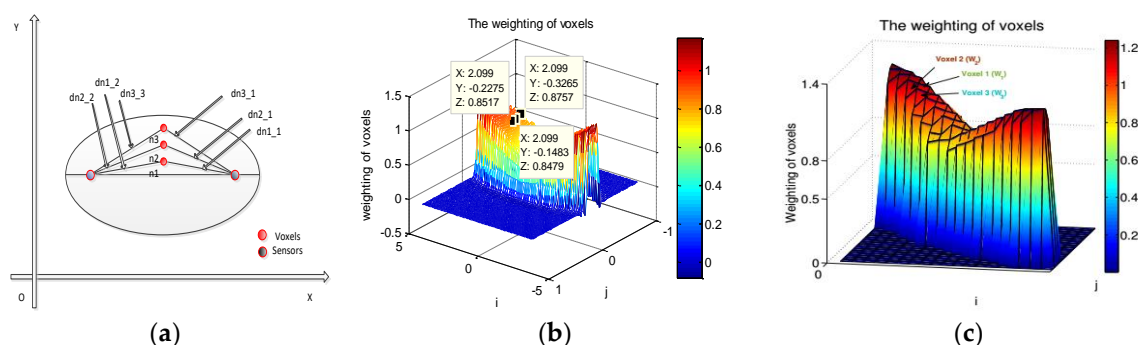 Y
dn1_2
dn2_2
dn3_3
dn3_1
dn2_1
dn1_1
n3
n2
n1
Voxels
Sensors
O
X
(a)
The weighting of voxels
X: 2.099
Y: -0.2275
Z: 0.8517
X: 2.099
Y: -0.3265
Z: 0.8757
X: 2.099
Y: -0.1483
Z: 0.8479
weighting of voxels
1.5
1
0.5
0
-0.5
5
0
-5
i
1
0
-1
j
1
0.8
0.6
0.4
0.2
0
(b)
The weighting of voxels
Voxel 2 (W2)
Voxel 1 (W1)
Voxel 3 (W3)
Weighting of voxels
1.4
0.8
0.5
0
0
i
j
1.2
1
0.8
0.6
0.4
0.2
(c)